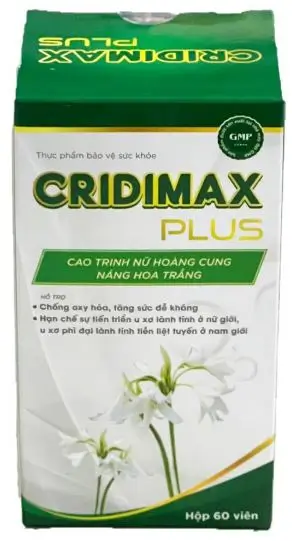 CRIDIMAX
PLUS
GMP
Thực phẩm bảo vệ sức khỏe
CRIDIMAX
PLUS
CAO TRINH NỮ HOÀNG CUNG
NÁNG HOA TRẮNG
HỖ TRỢ
• Chống oxy hóa, tăng sức đề kháng
• Hạn chế sự tiến triển u xơ lành tính ở nữ giới,
u xơ phì đại lành tính tiền liệt tuyến ở nam giới
Hộp 60 viên